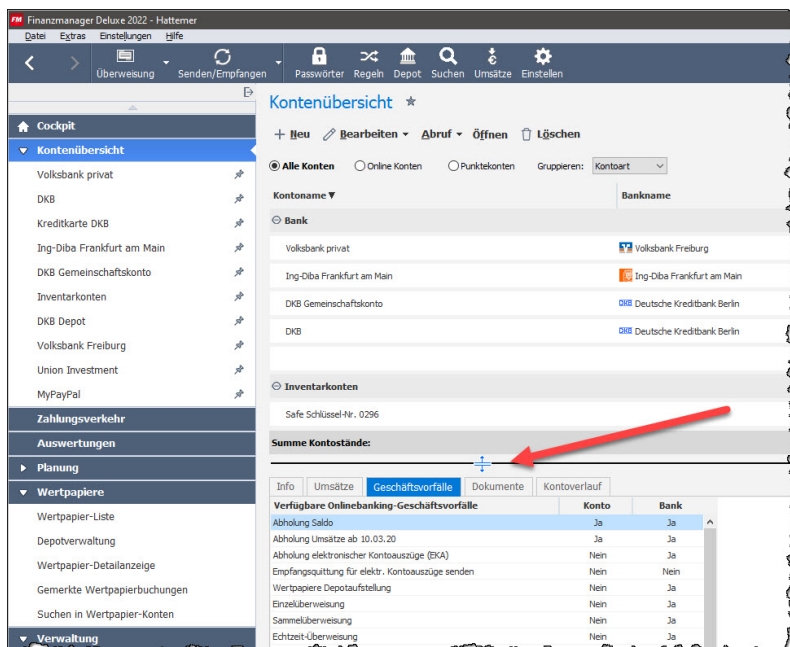 FM Finanzmanager Deluxe 2022 - Hattemer
Datei Extras Einstellungen Hilfe
Überweisung Senden/Empfangen Passwörter Regeln Depot Suchen Umsätze Einstellen
Cockpit
Kontenübersicht
Volksbank privat
DKB
Kreditkarte DKB
Ing-Diba Frankfurt am Main
DKB Gemeinschaftskonto
Inventarkonten
DKB Depot
Volksbank Freiburg
Union Investment
MyPayPal
Zahlungsverkehr
Auswertungen
Planung
Wertpapiere
Wertpapier-Liste
Depotverwaltung
Wertpapier-Detailanzeige
Gemerkte Wertpapierbuchungen
Suchen in Wertpapier-Konten
Verwaltung
Kontenübersicht
Neu Bearbeiten Abruf Öffnen Löschen
Alle Konten Online Konten Punktekonten Gruppieren: Kontoart
Kontoname Bankname
Bank
Volksbank privat Volksbank Freiburg
Ing-Diba Frankfurt am Main Ing-Diba Frankfurt am Main
DKB Gemeinschaftskonto DKB Deutsche Kreditbank Berlin
DKB DKB Deutsche Kreditbank Berlin
Inventarkonten
Safe Schlüssel-Nr. 0296
Summe Kontostände:
Info Umsätze Geschäftsvorfälle Dokumente Kontoverlauf
Verfügbare Onlinebanking-Geschäftsvorfälle Konto Bank
Abholung Saldo Ja Ja
Abholung Umsätze ab 10.03.20 Ja Ja
Abholung elektronischer Kontoauszüge (EKA) Nein Ja
Empfangsquittung für elektr. Kontoauszüge senden Nein Nein
Wertpapiere Depotaufstellung Nein Ja
Einzelüberweisung Nein Ja
Sammelüberweisung Nein Ja
Echtzeit-Überweisung Nein Ja